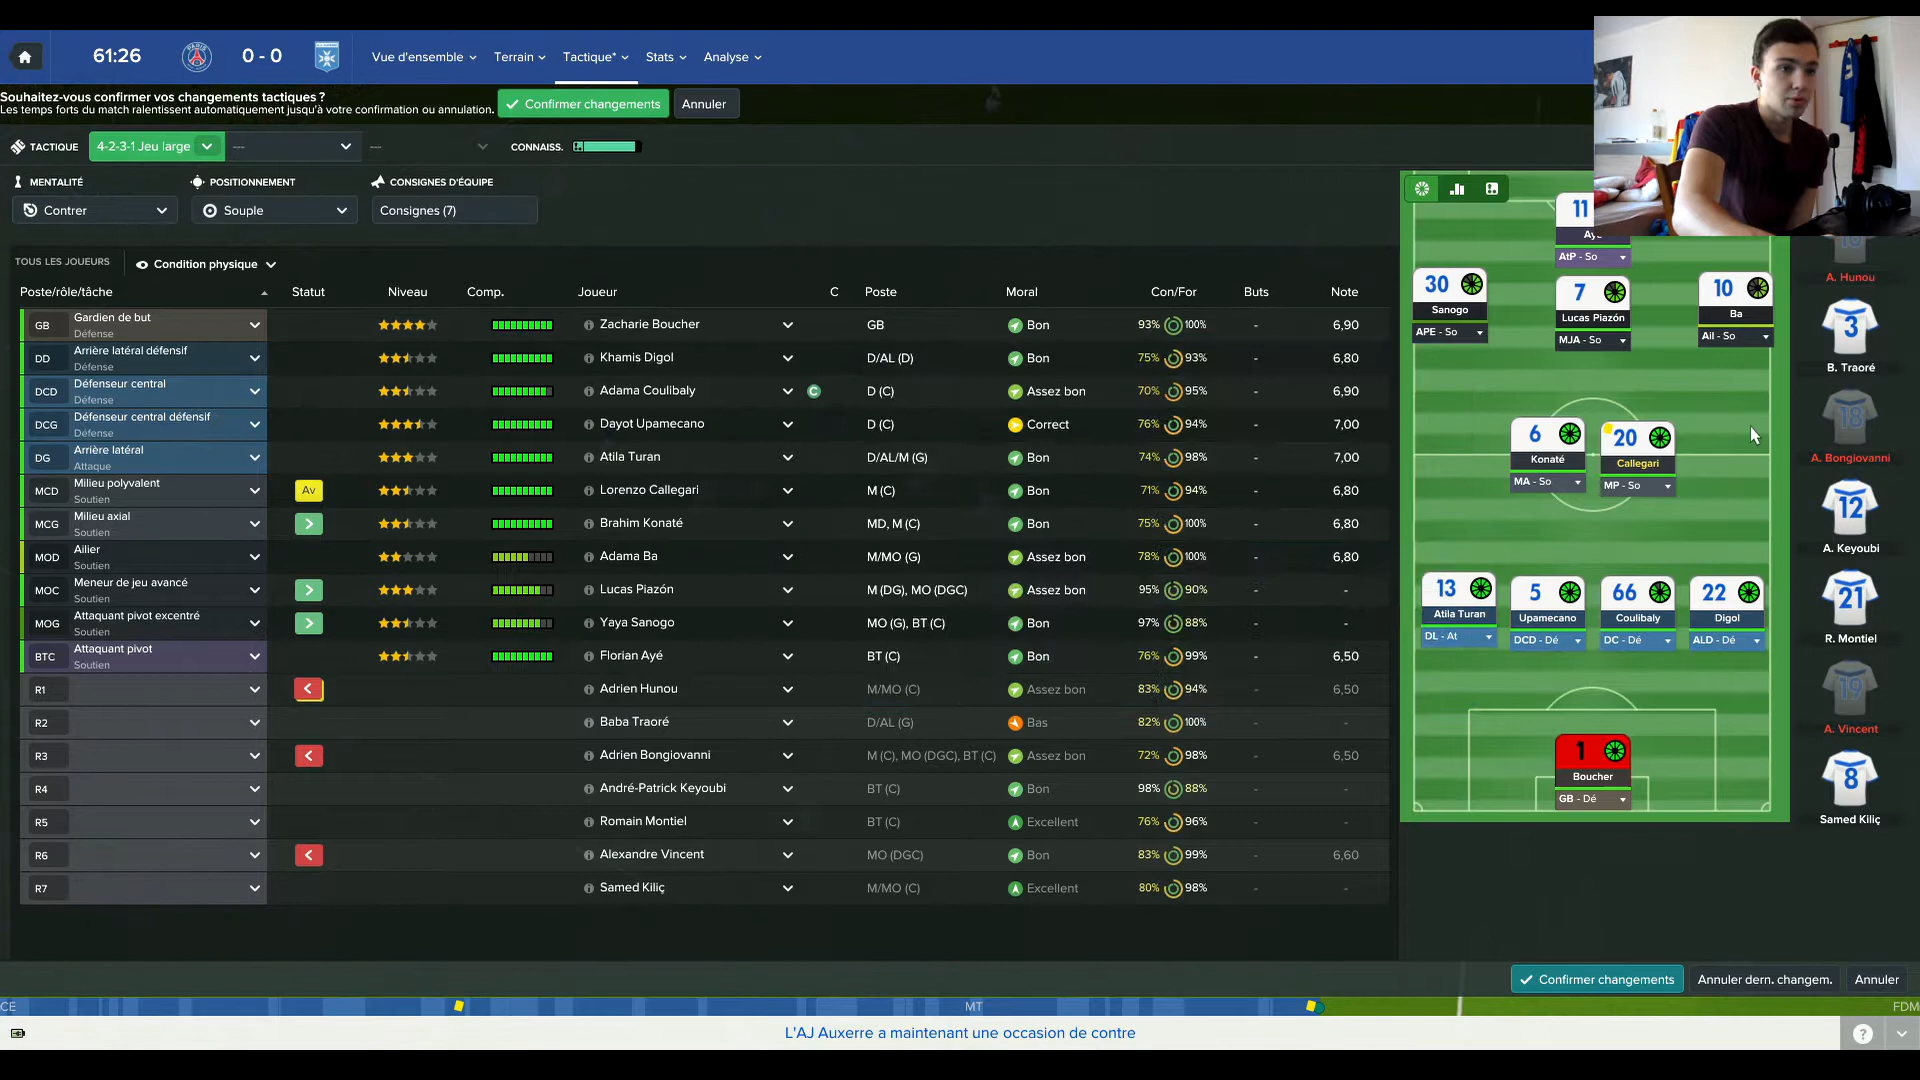 61:26 0 - 0 Vue d'ensemble Terrain Tactique* Stats Analyse
Souhaitez-vous confirmer vos changements tactiques ?
Les temps forts du match ralentissent automatiquement jusqu'à votre confirmation ou annulation.
Confirmer changements Annuler
TACTIQUE 4-2-3-1 Jeu large --- --- CONNAISS.
MENTALITÉ POSITIONNEMENT CONSIGNES D'ÉQUIPE
Contrer Souple Consignes (7)
TOUS LES JOUEURS Condition physique
Poste/rôle/tâche Statut Niveau Comp. Joueur C Poste Moral Con/For Buts Note
GB Gardien de but Défense Zacharie Boucher GB Bon 93% 100% - 6,90
DD Arrière latéral défensif Défense Khamis Digol D/AL (D) Bon 75% 93% - 6,80
DCD Défenseur central Défense Adama Coulibaly C D (C) Assez bon 70% 95% - 6,90
DCG Défenseur central défensif Défense Dayot Upamecano D (C) Correct 76% 94% - 7,00
DG Arrière latéral Attaque Atila Turan D/AL/M (G) Bon 74% 98% - 7,00
MCD Milieu polyvalent Soutien Av Lorenzo Callegari M (C) Bon 71% 94% - 6,80
MCG Milieu axial Soutien Brahim Konaté MD, M (C) Bon 75% 100% - 6,80
MOD Ailier Soutien Adama Ba M/MO (G) Assez bon 78% 100% - 6,80
MOC Meneur de jeu avancé Soutien Lucas Piazón M (DG), MO (DGC) Assez bon 95% 90% - -
MOG Attaquant pivot excentré Soutien Yaya Sanogo MO (G), BT (C) Bon 97% 88% - -
BTC Attaquant pivot Soutien Florian Ayé BT (C) Bon 76% 99% - 6,50
R1 Adrien Hunou M/MO (C) Assez bon 83% 94% - 6,50
R2 Baba Traoré D/AL (G) Bas 82% 100% - -
R3 Adrien Bongiovanni M (C), MO (DGC), BT (C) Assez bon 72% 98% - 6,50
R4 André-Patrick Keyoubi BT (C) Bon 98% 88% - -
R5 Romain Montiel BT (C) Excellent 76% 96% - -
R6 Alexandre Vincent MO (DGC) Bon 83% 99% - 6,60
R7 Samed Kiliç M/MO (C) Excellent 80% 98% - -
11
AtP - So
30 7 10
Sanogo Lucas Piazón Ba
APE - So MJA - So Ail - So
6 20
Konaté Callegari
MA - So MP - So
13 5 66 22
Atila Turan Upamecano Coulibaly Digol
DL - At DCD - Dé DC - Dé ALD - Dé
1
Boucher
GB - Dé
A. Hunou
3
B. Traoré
18
A. Bongiovanni
12
A. Keyoubi
21
R. Montiel
19
A. Vincent
8
Samed Kiliç
Confirmer changements Annuler dern. changem. Annuler
CE MT FDM
L'AJ Auxerre a maintenant une occasion de contre
?